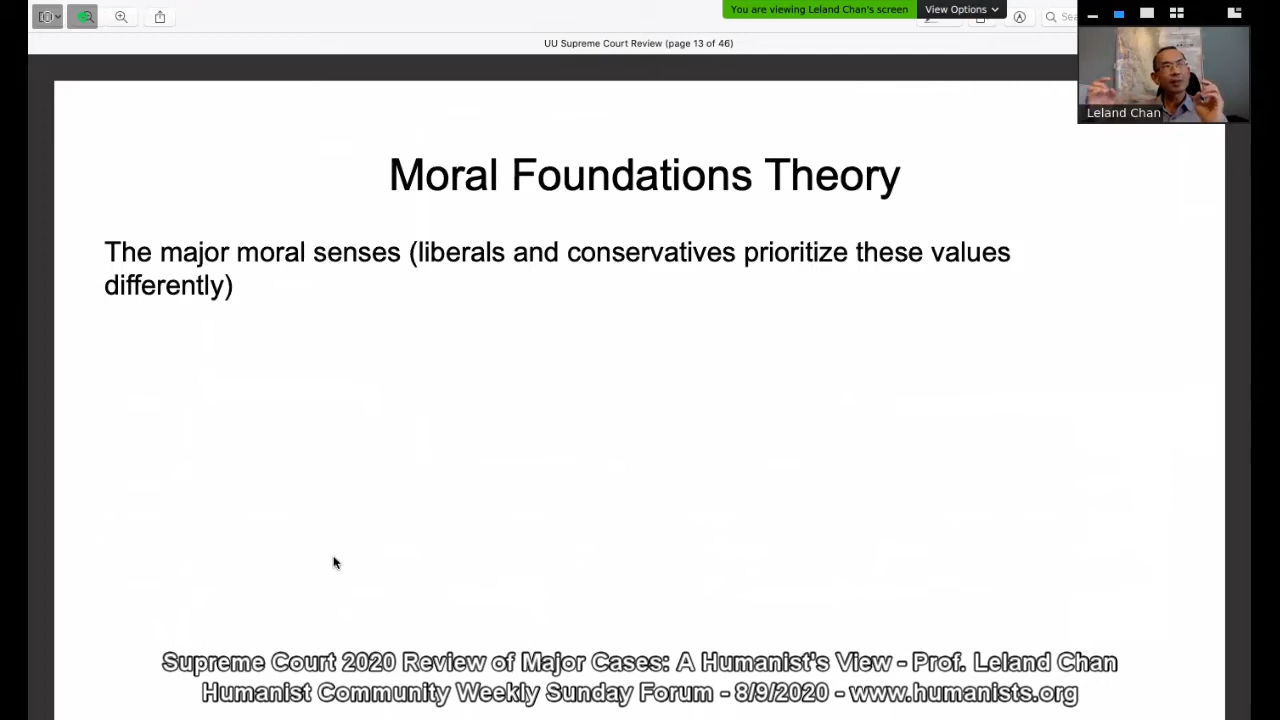 You are viewing Leland Chan's screen View Options
Sea
UU Supreme Court Review (page 13 of 46)
Leland Chan
Moral Foundations Theory
The major moral senses (liberals and conservatives prioritize these values
differently)
Supreme Court 2020 Review of Major Cases: A Humanist's View - Prof. Leland Chan
Humanist Community Weekly Sunday Forum - 8/9/2020 - www.humanists.org